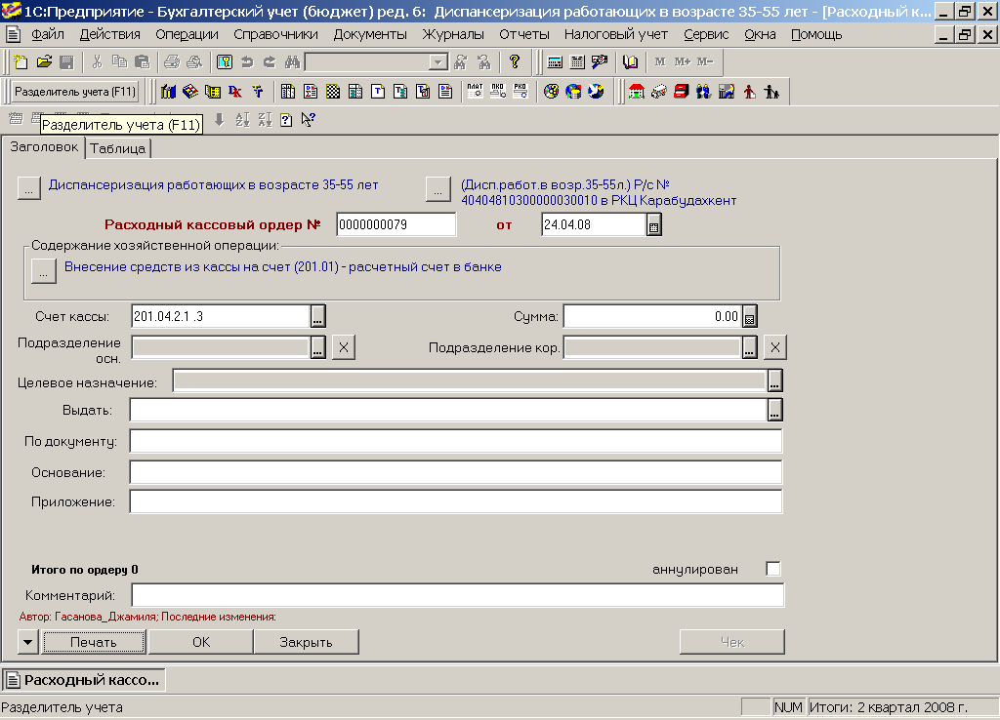 1С:Предприятие - Бухгалтерский учет (бюджет) ред. 6:  Диспансеризация работающих в возрасте 35-55 лет - [Расходный к...
Файл Действия Операции Справочники Документы Журналы Отчеты Налоговый учет Сервис Окна Помощь
M M+ M-
Разделитель учета (F11) ПЛАТ ПКО РКО
Разделитель учета (F11)
Заголовок Таблица
... Диспансеризация работающих в возрасте 35-55 лет ... (Дисп.работ.в возр.35-55л.) Р/с №
40404810300000030010 в РКЦ Карабудахкент
Расходный кассовый ордер № 0000000079 от 24.04.08
Содержание хозяйственной операции:
... Внесение средств из кассы на счет (201.01) - расчетный счет в банке
Счет кассы: 201.04.2.1 .3 ... Сумма: 0.00
Подразделение осн. ... X Подразделение кор. ... X
Целевое назначение: ...
Выдать: ...
По документу:
Основание:
Приложение:
Итого по ордеру 0 аннулирован
Комментарий:
Автор: Гасанова_Джамиля; Последние изменения:
Печать OK Закрыть Чек
Расходный кассо...
Разделитель учета NUM Итоги: 2 квартал 2008 г.